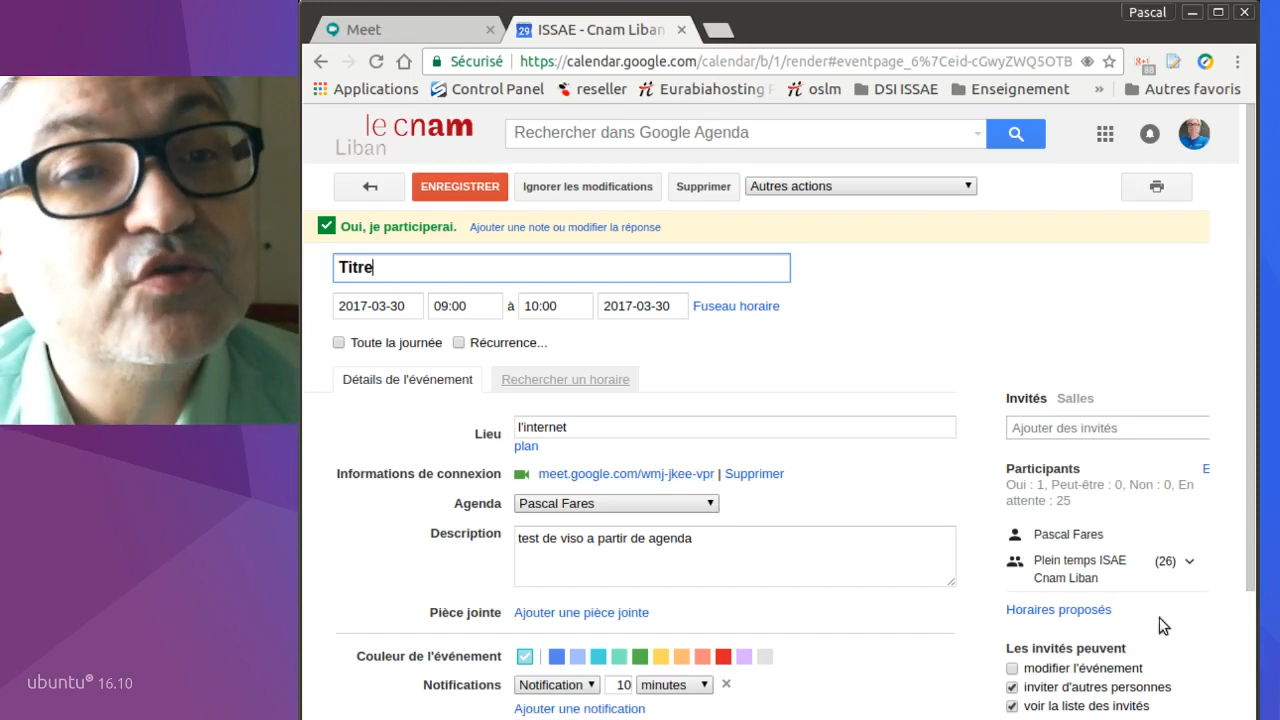 Pascal
Meet
29 ISSAE - Cnam Liban
Sécurisé https://calendar.google.com/calendar/b/1/render#eventpage_6%7Ceid-cGwyZWQ5OTB
Applications Control Panel reseller Eurabiahosting oslm DSI ISSAE Enseignement » Autres favoris
le cnam
Liban
Rechercher dans Google Agenda
ENREGISTRER Ignorer les modifications Supprimer Autres actions
Oui, je participerai. Ajouter une note ou modifier la réponse
Titre
2017-03-30 09:00 à 10:00 2017-03-30 Fuseau horaire
Toute la journée Récurrence...
Détails de l'événement Rechercher un horaire
Invités Salles
Lieu l'internet
Ajouter des invités
plan
Informations de connexion meet.google.com/wmj-jkee-vpr | Supprimer
Participants E
Oui : 1, Peut-être : 0, Non : 0, En
attente : 25
Agenda Pascal Fares
Description test de viso a partir de agenda
Pascal Fares
Plein temps ISAE (26)
Cnam Liban
Pièce jointe Ajouter une pièce jointe
Horaires proposés
Couleur de l'événement
Les invités peuvent
modifier l'événement
Notifications Notification 10 minutes ×
inviter d'autres personnes
Ajouter une notification
voir la liste des invités
ubuntu® 16.10